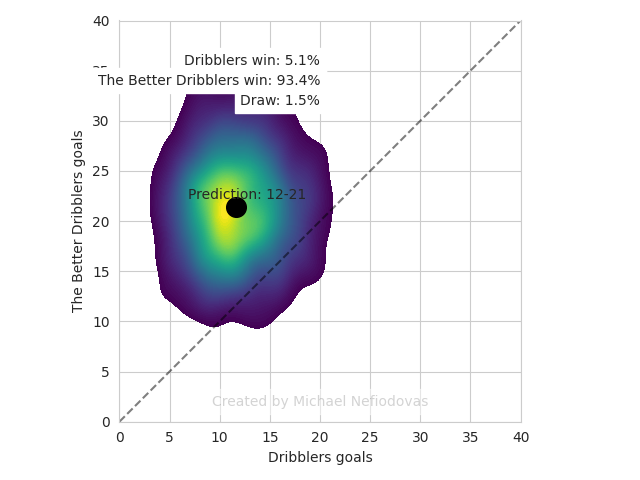 40
Dribblers win: 5.1%
The Better Dribblers win: 93.4%
Draw: 1.5%
30
25
Prediction: 12-21
20
15
10
5
0
The Better Dribblers goals
Created by Michael Nefiodovas
0 5 10 15 20 25 30 35 40
Dribblers goals